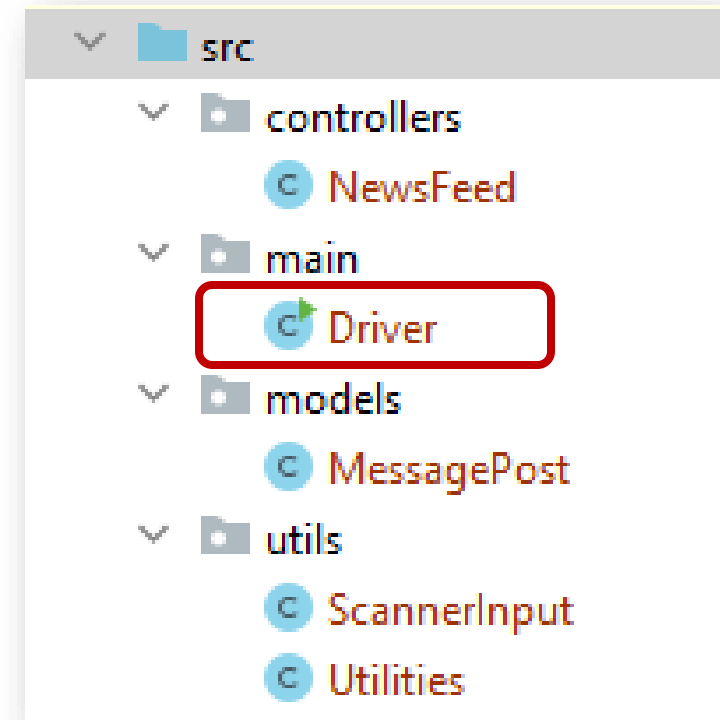 src
controllers
C NewsFeed
main
C Driver
models
C MessagePost
utils
C ScannerInput
C Utilities